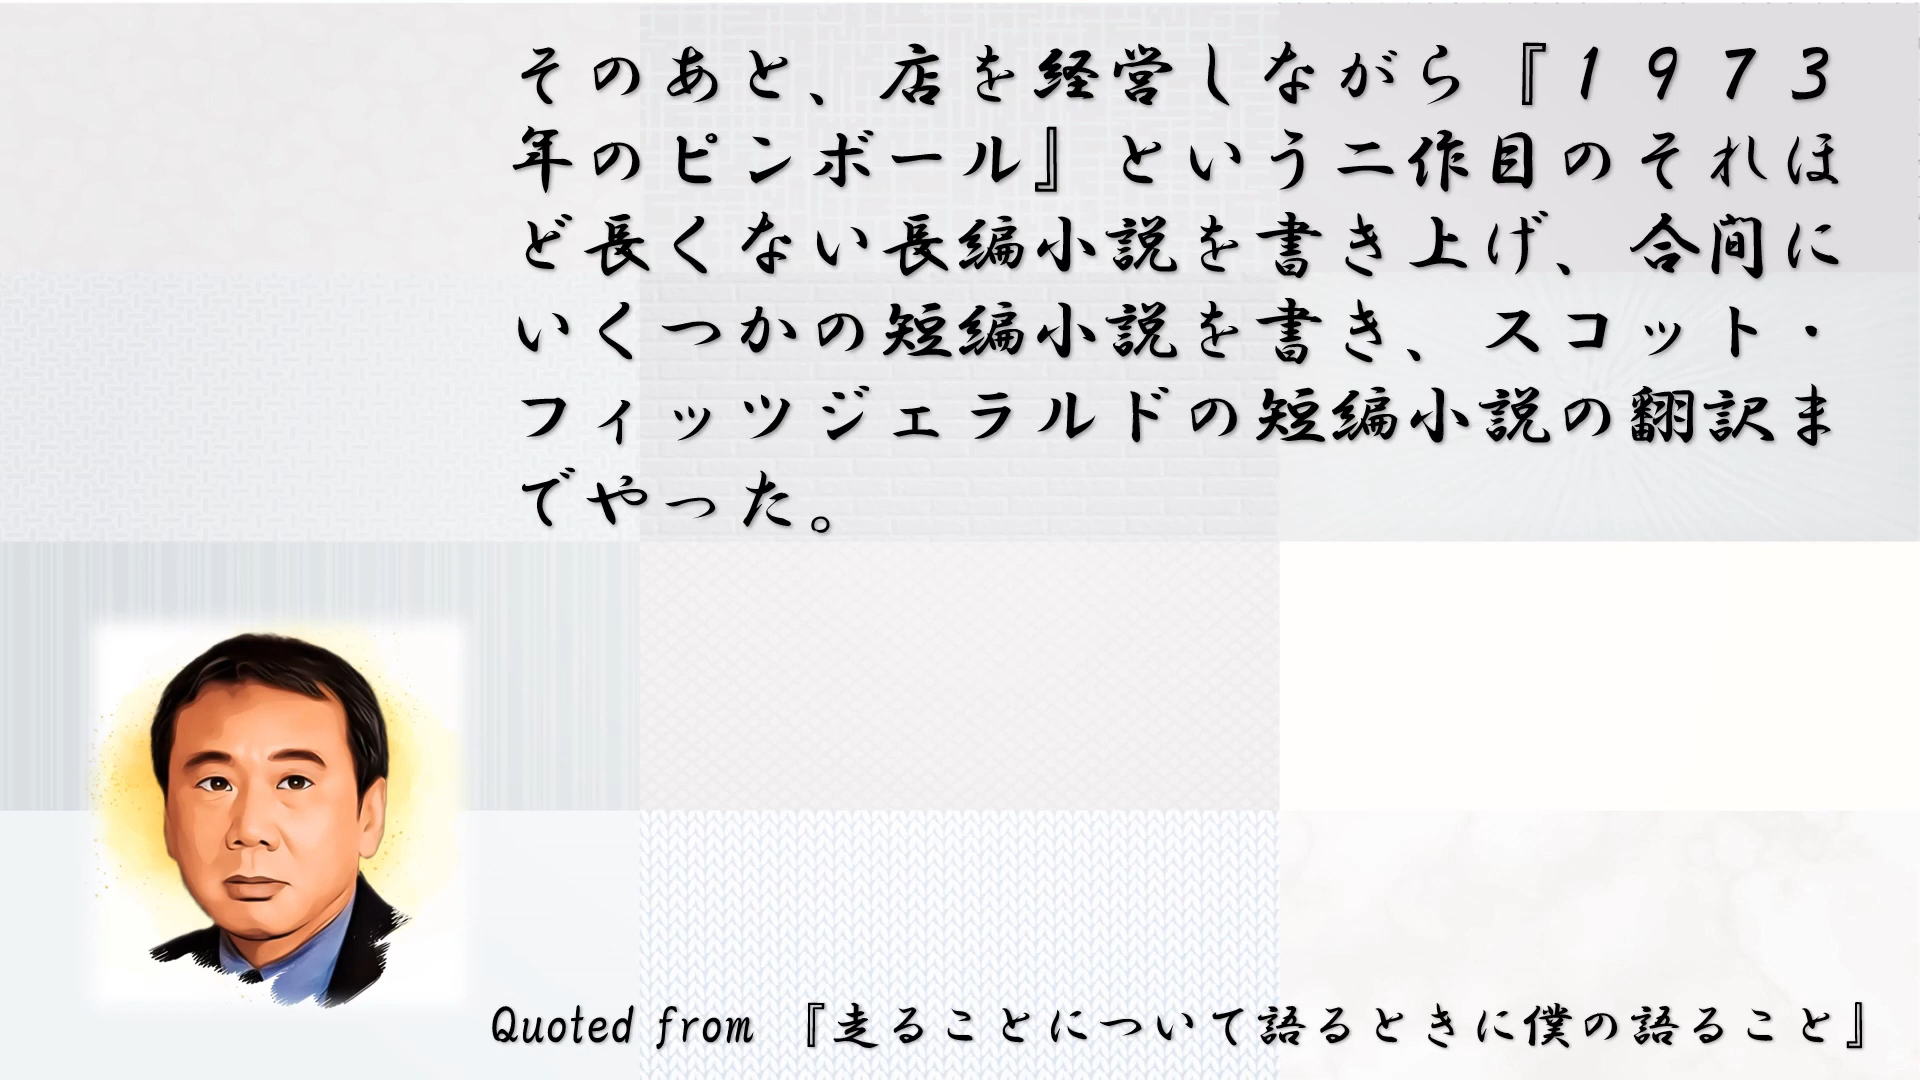 そのあと、店を経営しながら『１９７３
年のピンボール』という二作目のそれほ
ど長くない長編小説を書き上げ、合間に
いくつかの短編小説を書き、スコット・
フィッツジェラルドの短編小説の翻訳ま
でやった。
Quoted from 『走ることについて語るときに僕の語ること』